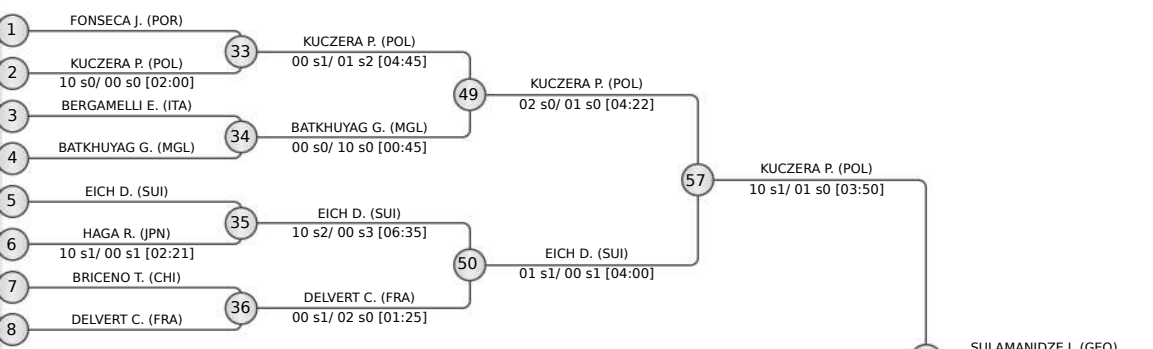 1
FONSECA J. (POR)
33
KUCZERA P. (POL)
00 s1/ 01 s2 [04:45]
2
KUCZERA P. (POL)
10 s0/ 00 s0 [02:00]
49
KUCZERA P. (POL)
02 s0/ 01 s0 [04:22]
3
BERGAMELLI E. (ITA)
34
BATKHUYAG G. (MGL)
00 s0/ 10 s0 [00:45]
4
BATKHUYAG G. (MGL)
57
KUCZERA P. (POL)
10 s1/ 01 s0 [03:50]
5
EICH D. (SUI)
35
EICH D. (SUI)
10 s2/ 00 s3 [06:35]
6
HAGA R. (JPN)
10 s1/ 00 s1 [02:21]
50
EICH D. (SUI)
01 s1/ 00 s1 [04:00]
7
BRICENO T. (CHI)
36
DELVERT C. (FRA)
00 s1/ 02 s0 [01:25]
8
DELVERT C. (FRA)
SULAMANIDZE I. (GEO)